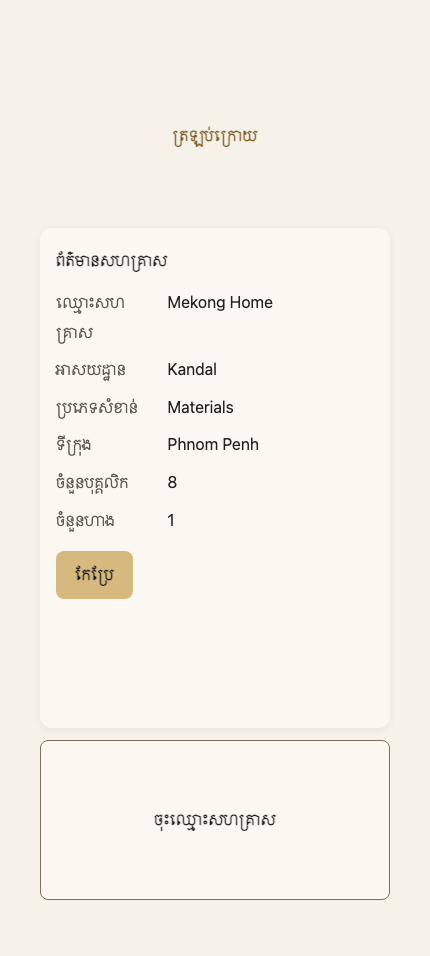 ត្រឡប់ក្រោយ
ព័ត៌មានសហគ្រាស
ឈ្មោះសហ
គ្រាស
Mekong Home
អាសយដ្ឋាន Kandal
ប្រភេទសំខាន់ Materials
ទីក្រុង Phnom Penh
ចំនួនបុគ្គលិក 8
ចំនួនហាង 1
កែប្រែ
ចុះឈ្មោះសហគ្រាស